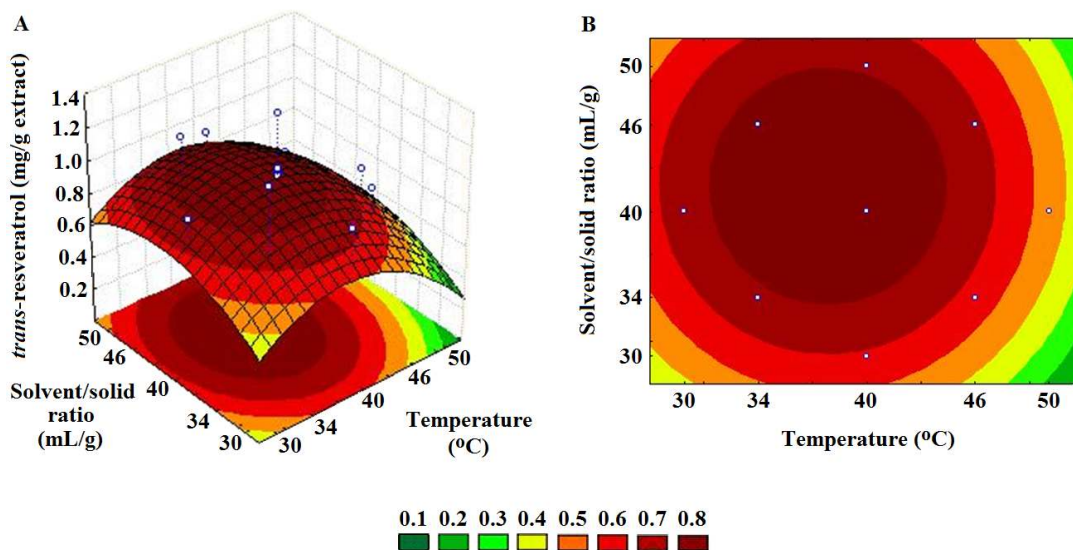 A
trans-resveratrol (mg/g extract)
1.4
1.2
1.0
0.8
0.6
0.4
0.2
50
46
40
34
30
Solvent/solid
ratio
(mL/g)
30
34
40
46
50
Temperature
(ºC)
B
Solvent/solid ratio (mL/g)
50
46
40
34
30
30 34 40 46 50
Temperature (ºC)
0.1 0.2 0.3 0.4 0.5 0.6 0.7 0.8